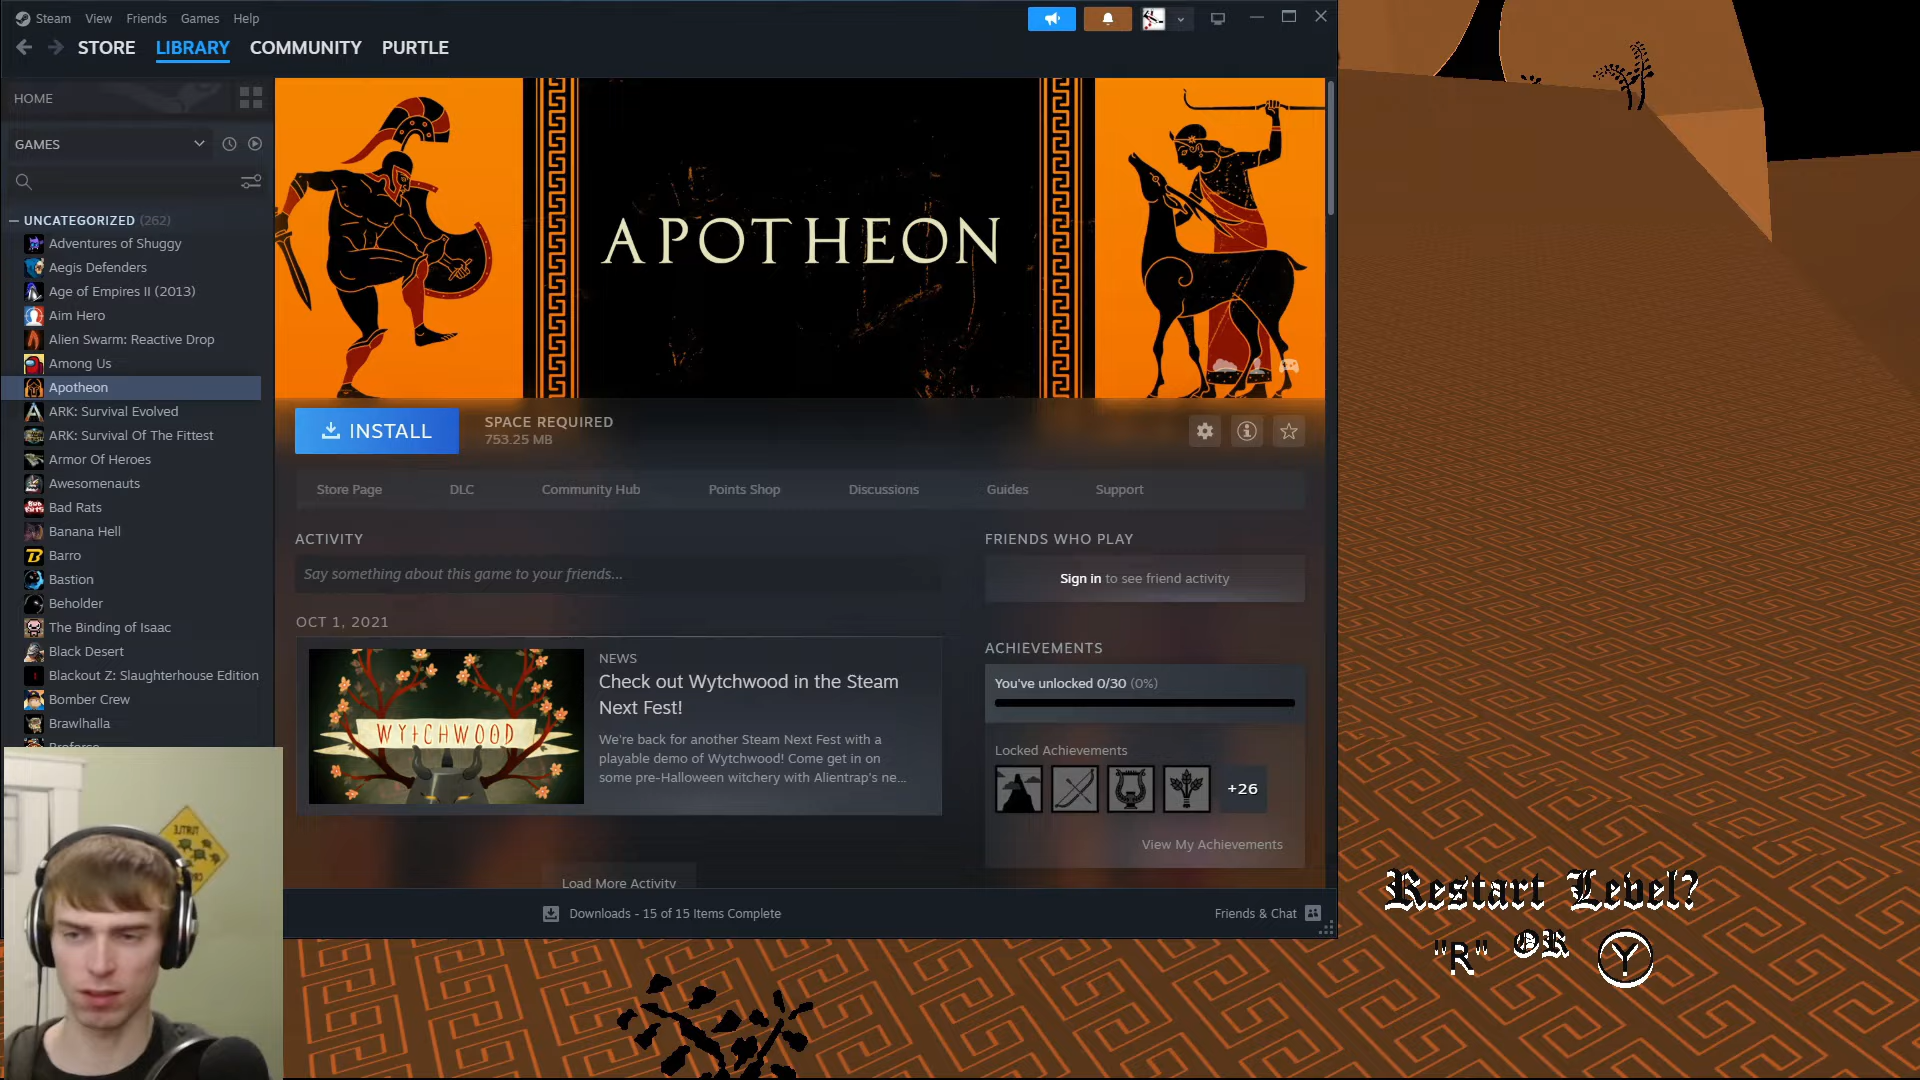 Steam View Friends Games Help
STORE LIBRARY COMMUNITY PURTLE
HOME
GAMES
UNCATEGORIZED (262)
Adventures of Shuggy
Aegis Defenders
Age of Empires II (2013)
Aim Hero
Alien Swarm: Reactive Drop
Among Us
Apotheon
ARK: Survival Evolved
ARK: Survival Of The Fittest
Armor Of Heroes
Awesomenauts
Bad Rats
Banana Hell
Barro
Bastion
Beholder
The Binding of Isaac
Black Desert
Blackout Z: Slaughterhouse Edition
Bomber Crew
Brawlhalla
APOTHEON
INSTALL
SPACE REQUIRED
753.25 MB
Store Page DLC Community Hub Points Shop Discussions Guides Support
ACTIVITY
Say something about this game to your friends...
OCT 1, 2021
WYTCHWOOD
NEWS
Check out Wytchwood in the Steam
Next Fest!
We're back for another Steam Next Fest with a
playable demo of Wytchwood! Come get in on
some pre-Halloween witchery with Alientrap's ne...
Load More Activity
FRIENDS WHO PLAY
Sign in to see friend activity
ACHIEVEMENTS
You've unlocked 0/30 (0%)
Locked Achievements
+26
View My Achievements
Downloads - 15 of 15 Items Complete
Friends & Chat
Restart Level?
"R" OR Y